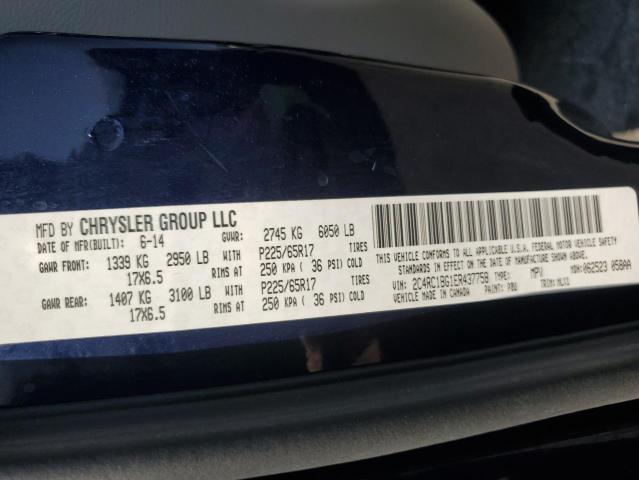 MFD BY CHRYSLER GROUP LLC
DATE OF MFR(BUILT): 6-14 GVWR: 2745 KG 6050 LB
GAWR FRONT: 1339 KG 2950 LB WITH P225/65R17 TIRES
17X6.5 RIMS AT 250 KPA ( 36 PSI) COLD
GAWR REAR: 1407 KG 3100 LB WITH P225/65R17 TIRES
17X6.5 RIMS AT 250 KPA ( 36 PSI) COLD
THIS VEHICLE CONFORMS TO ALL APPLICABLE U.S.A. FEDERAL MOTOR VEHICLE SAFETY
STANDARDS IN EFFECT ON THE DATE OF MANUFACTURE SHOWN ABOVE.
VIN: 2C4RC1BG1ER437758 TYPE: MPV MDH: 062523 058AA
VEHICLE MADE IN CANADA PAINT: PBU TRIM: MLV2